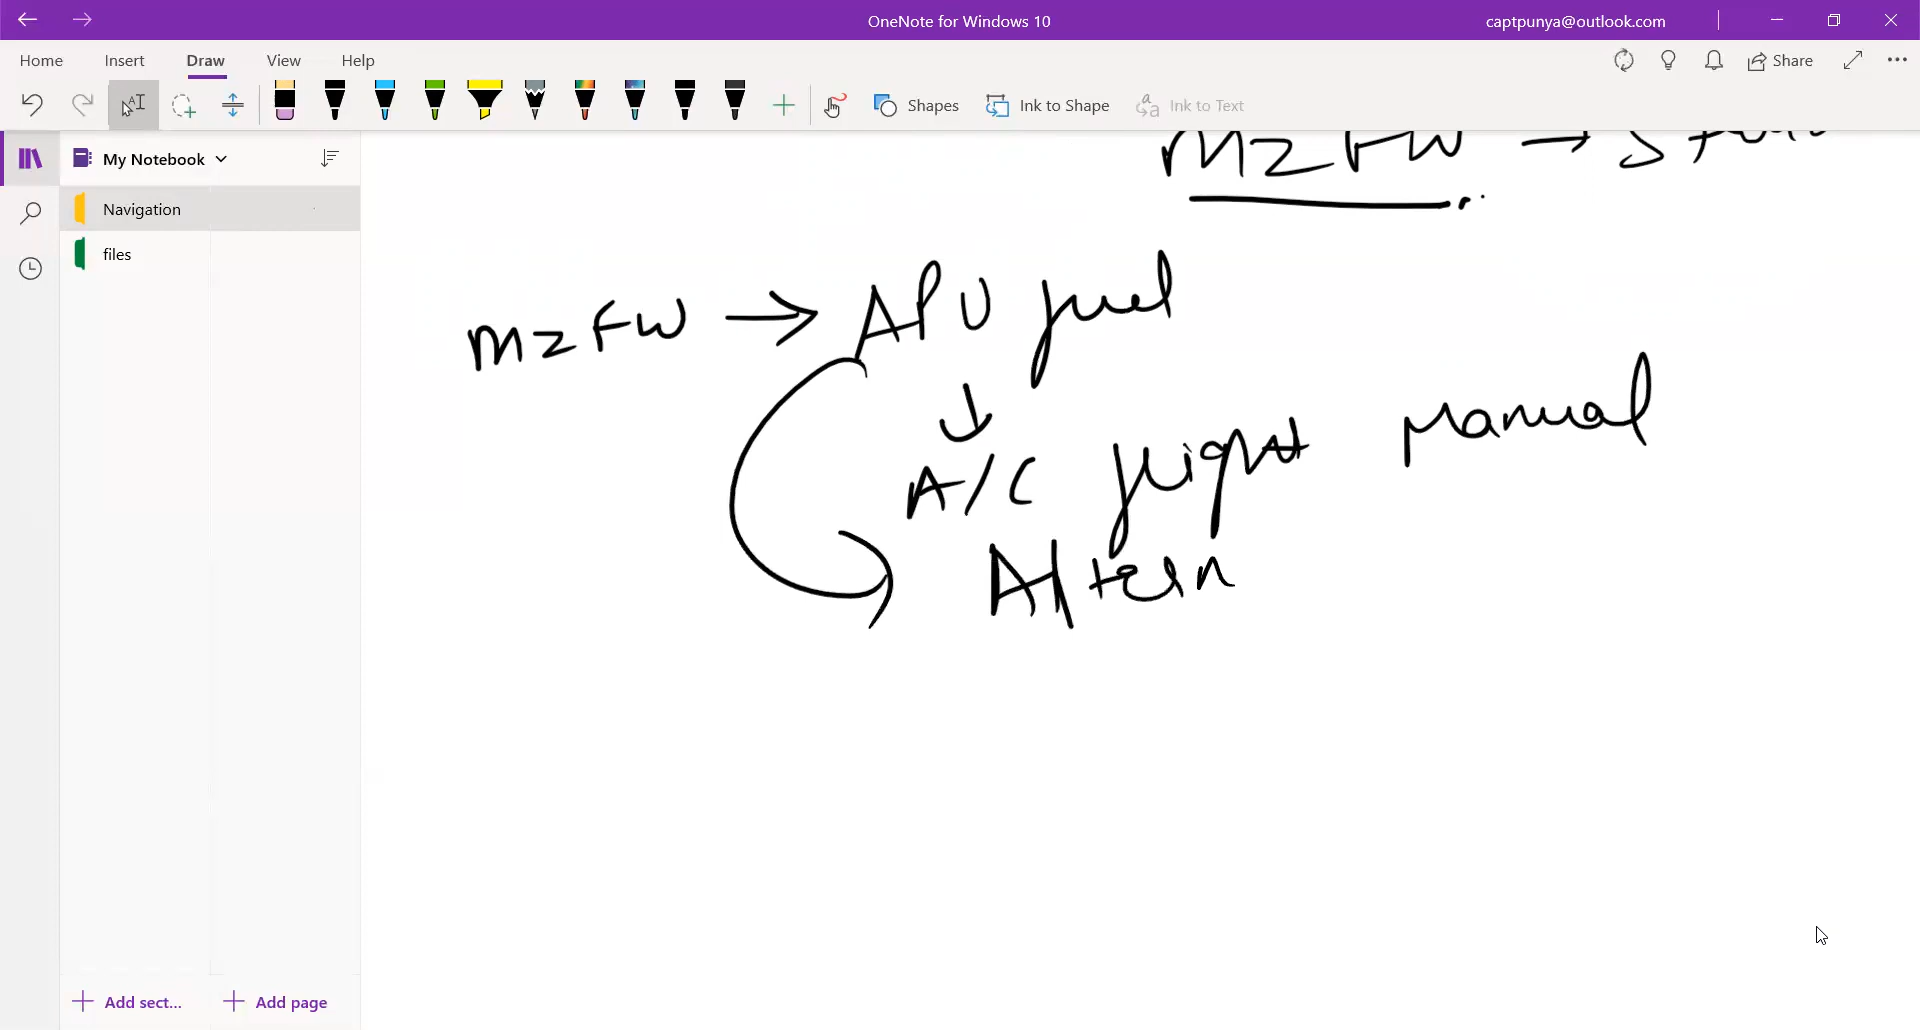 OneNote for Windows 10
captpunya@outlook.com
Home Insert Draw View Help
Share
Shapes Ink to Shape Ink to Text
My Notebook
Navigation
files
MZFW →
MZFW → APU fuel
↓
A/C flight Manual
Altern
Add sect... Add page